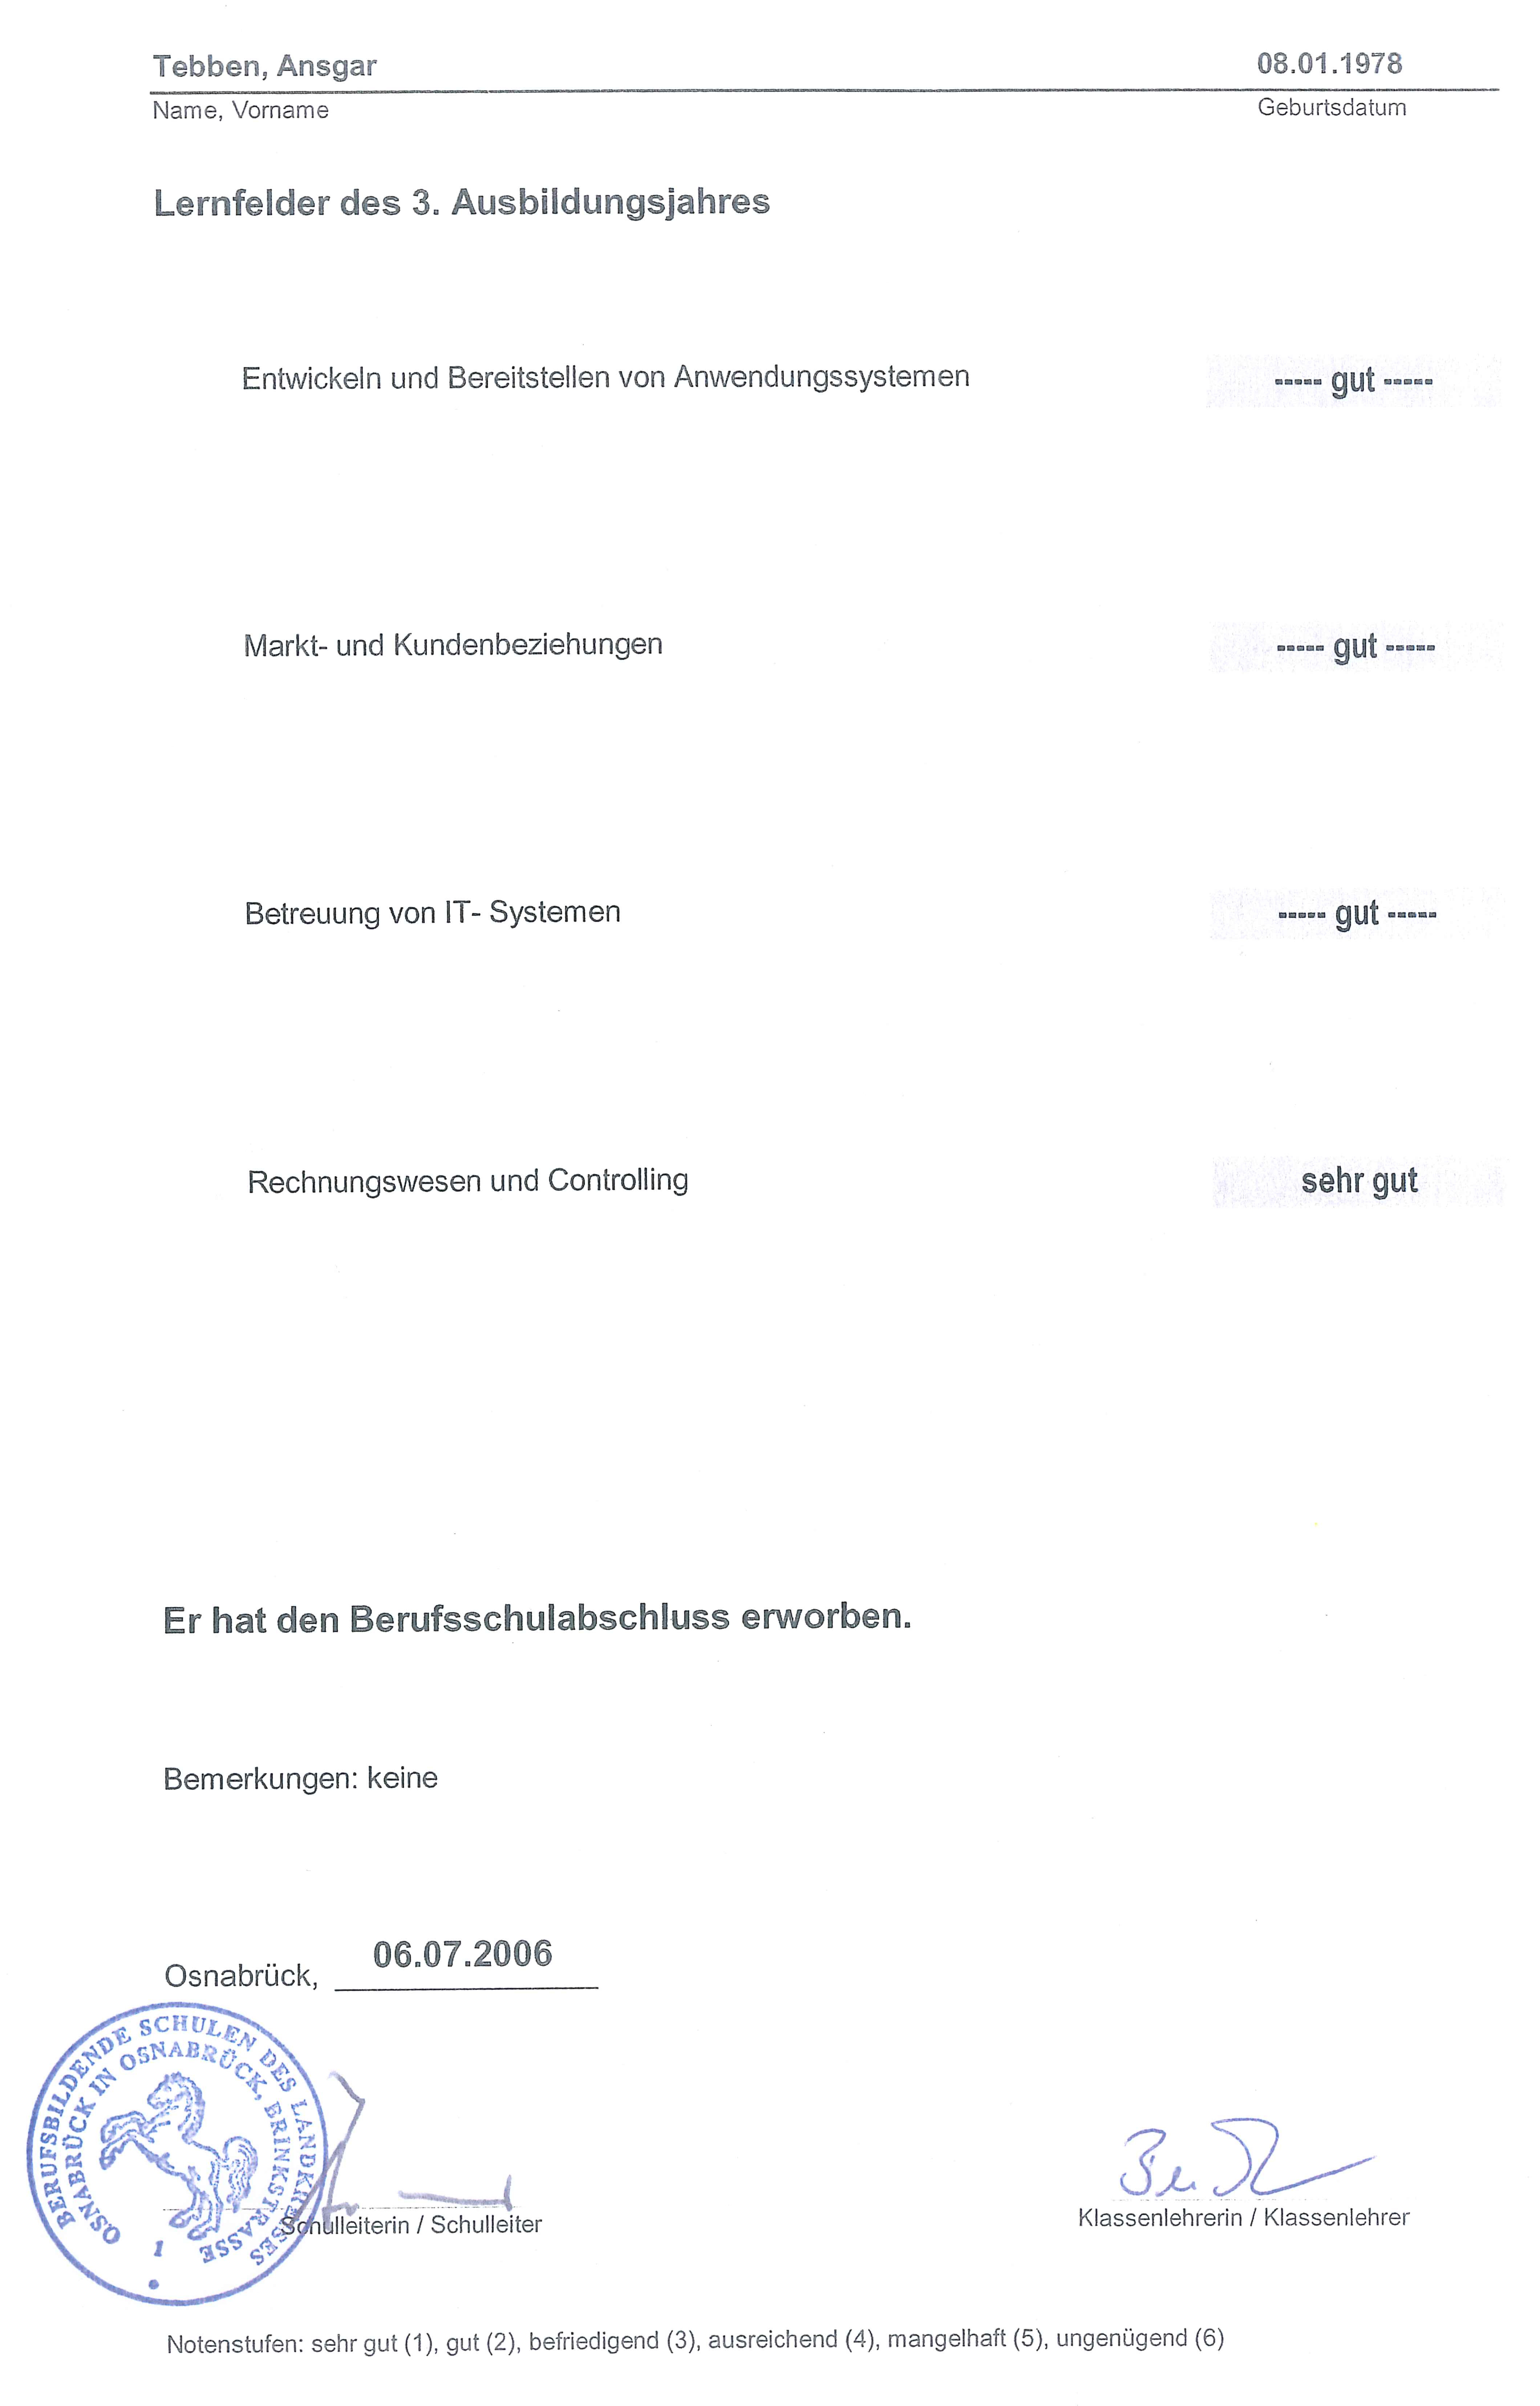 Tebben, Ansgar 08.01.1978
Name, Vorname Geburtsdatum
Lernfelder des 3. Ausbildungsjahres
Entwickeln und Bereitstellen von Anwendungssystemen ----- gut -----
Markt- und Kundenbeziehungen ----- gut -----
Betreuung von IT- Systemen ----- gut -----
Rechnungswesen und Controlling sehr gut
Er hat den Berufsschulabschluss erworben.
Bemerkungen: keine
Osnabrück, 06.07.2006
BERUFSBILDENDE SCHULEN DES LANDKREISES
OSNABRÜCK IN OSNABRÜCK, BRINKSTRASSE
1
Schulleiterin / Schulleiter Klassenlehrerin / Klassenlehrer
Notenstufen: sehr gut (1), gut (2), befriedigend (3), ausreichend (4), mangelhaft (5), ungenügend (6)